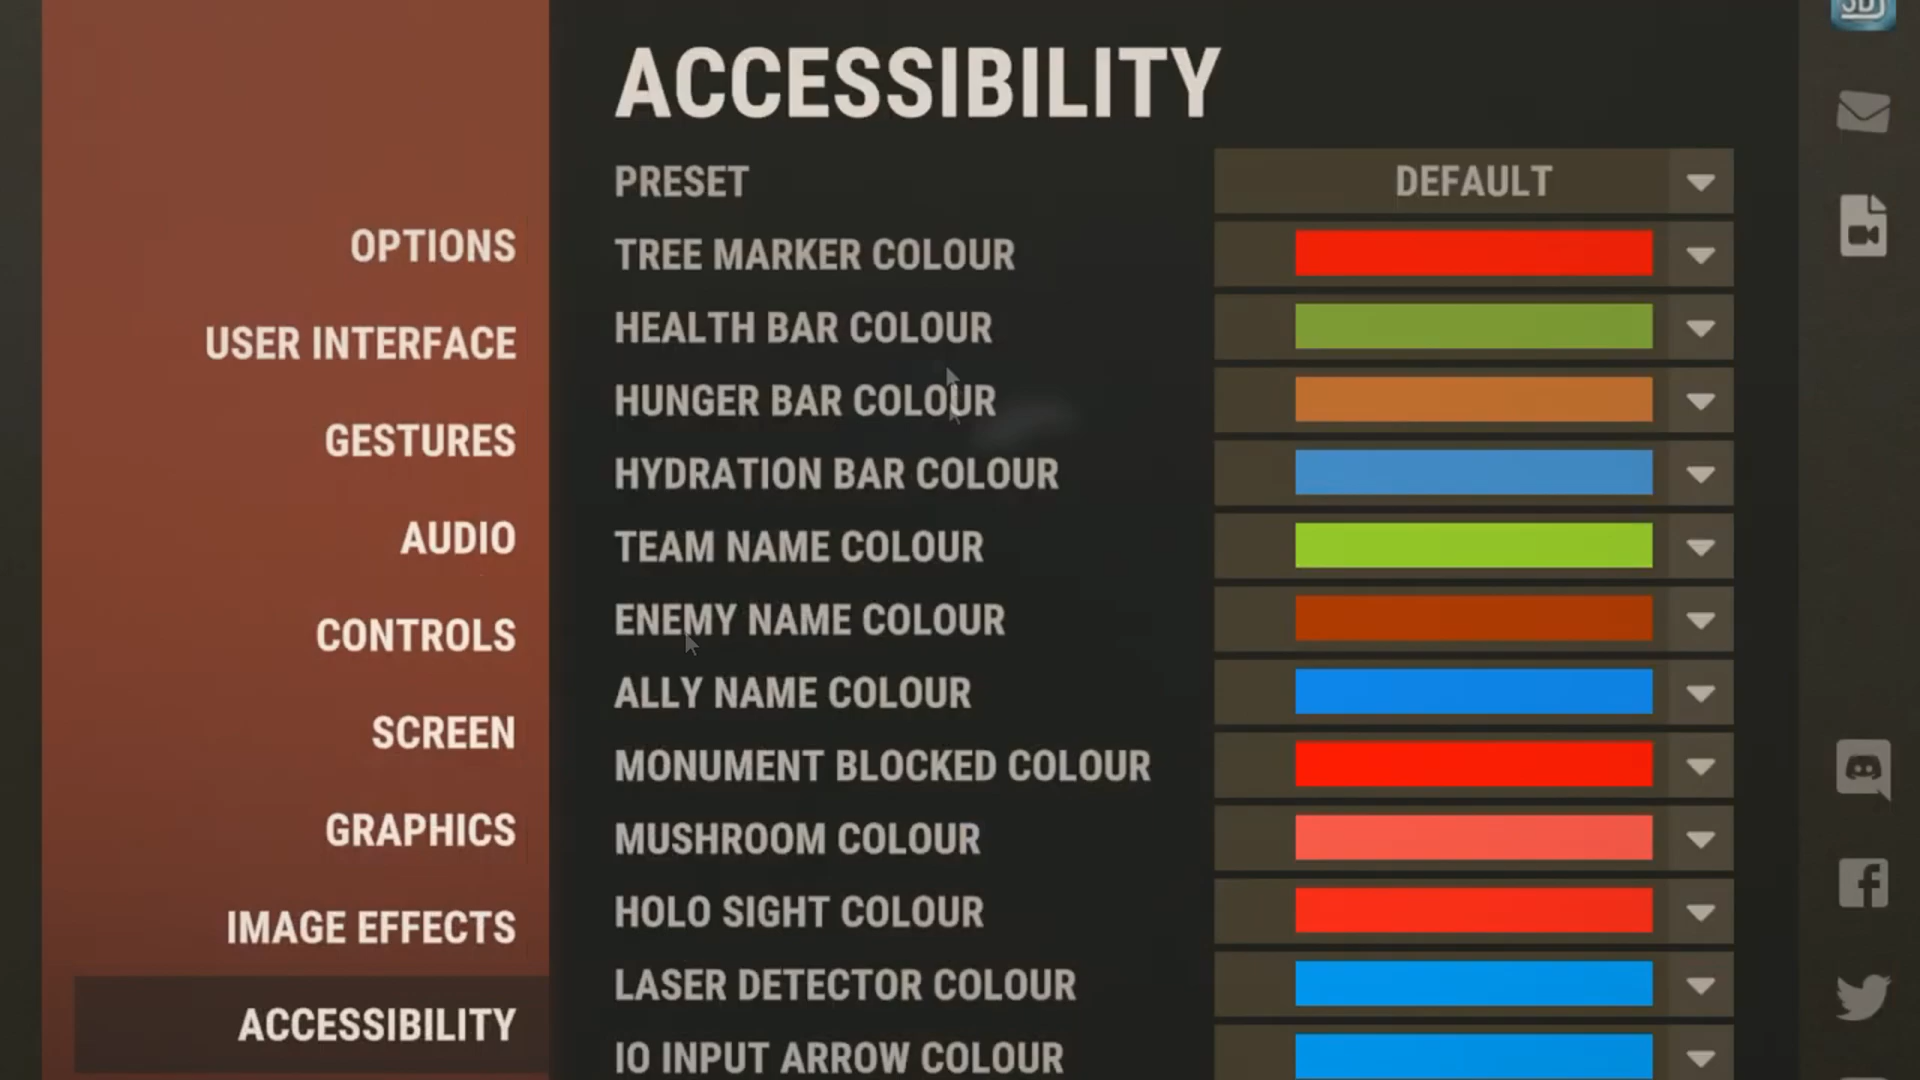 ACCESSIBILITY
PRESET DEFAULT
TREE MARKER COLOUR
HEALTH BAR COLOUR
HUNGER BAR COLOUR
HYDRATION BAR COLOUR
TEAM NAME COLOUR
ENEMY NAME COLOUR
ALLY NAME COLOUR
MONUMENT BLOCKED COLOUR
MUSHROOM COLOUR
HOLO SIGHT COLOUR
LASER DETECTOR COLOUR
IO INPUT ARROW COLOUR
OPTIONS
USER INTERFACE
GESTURES
AUDIO
CONTROLS
SCREEN
GRAPHICS
IMAGE EFFECTS
ACCESSIBILITY
3D